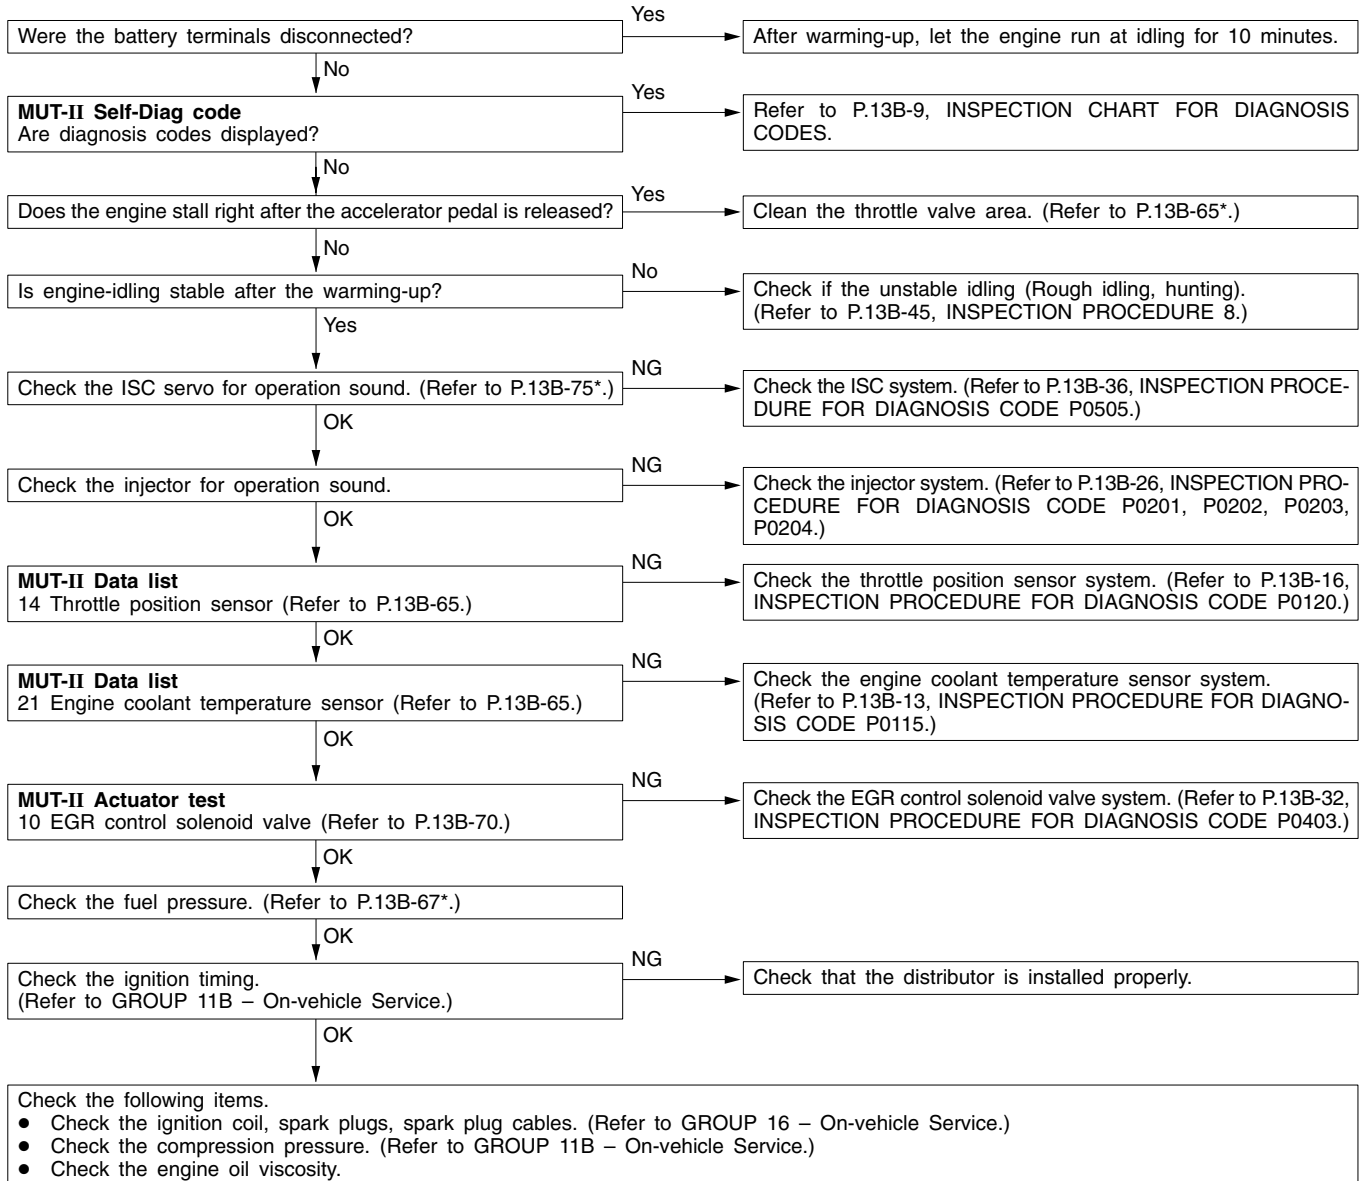 Were the battery terminals disconnected?
Yes
After warming-up, let the engine run at idling for 10 minutes.
No
MUT-II Self-Diag code
Are diagnosis codes displayed?
Yes
Refer to P.13B-9, INSPECTION CHART FOR DIAGNOSIS
CODES.
No
Does the engine stall right after the accelerator pedal is released?
Yes
Clean the throttle valve area. (Refer to P.13B-65*.)
No
Is engine-idling stable after the warming-up?
No
Check if the unstable idling (Rough idling, hunting).
(Refer to P.13B-45, INSPECTION PROCEDURE 8.)
Yes
Check the ISC servo for operation sound. (Refer to P.13B-75*.)
NG
Check the ISC system. (Refer to P.13B-36, INSPECTION PROCE-
DURE FOR DIAGNOSIS CODE P0505.)
OK
Check the injector for operation sound.
NG
Check the injector system. (Refer to P.13B-26, INSPECTION PRO-
CEDURE FOR DIAGNOSIS CODE P0201, P0202, P0203,
P0204.)
OK
MUT-II Data list
14 Throttle position sensor (Refer to P.13B-65.)
NG
Check the throttle position sensor system. (Refer to P.13B-16,
INSPECTION PROCEDURE FOR DIAGNOSIS CODE P0120.)
OK
MUT-II Data list
21 Engine coolant temperature sensor (Refer to P.13B-65.)
NG
Check the engine coolant temperature sensor system.
(Refer to P.13B-13, INSPECTION PROCEDURE FOR DIAGNO-
SIS CODE P0115.)
OK
MUT-II Actuator test
10 EGR control solenoid valve (Refer to P.13B-70.)
NG
Check the EGR control solenoid valve system. (Refer to P.13B-32,
INSPECTION PROCEDURE FOR DIAGNOSIS CODE P0403.)
OK
Check the fuel pressure. (Refer to P.13B-67*.)
OK
Check the ignition timing.
(Refer to GROUP 11B – On-vehicle Service.)
NG
Check that the distributor is installed properly.
OK
Check the following items.
● Check the ignition coil, spark plugs, spark plug cables. (Refer to GROUP 16 – On-vehicle Service.)
● Check the compression pressure. (Refer to GROUP 11B – On-vehicle Service.)
● Check the engine oil viscosity.